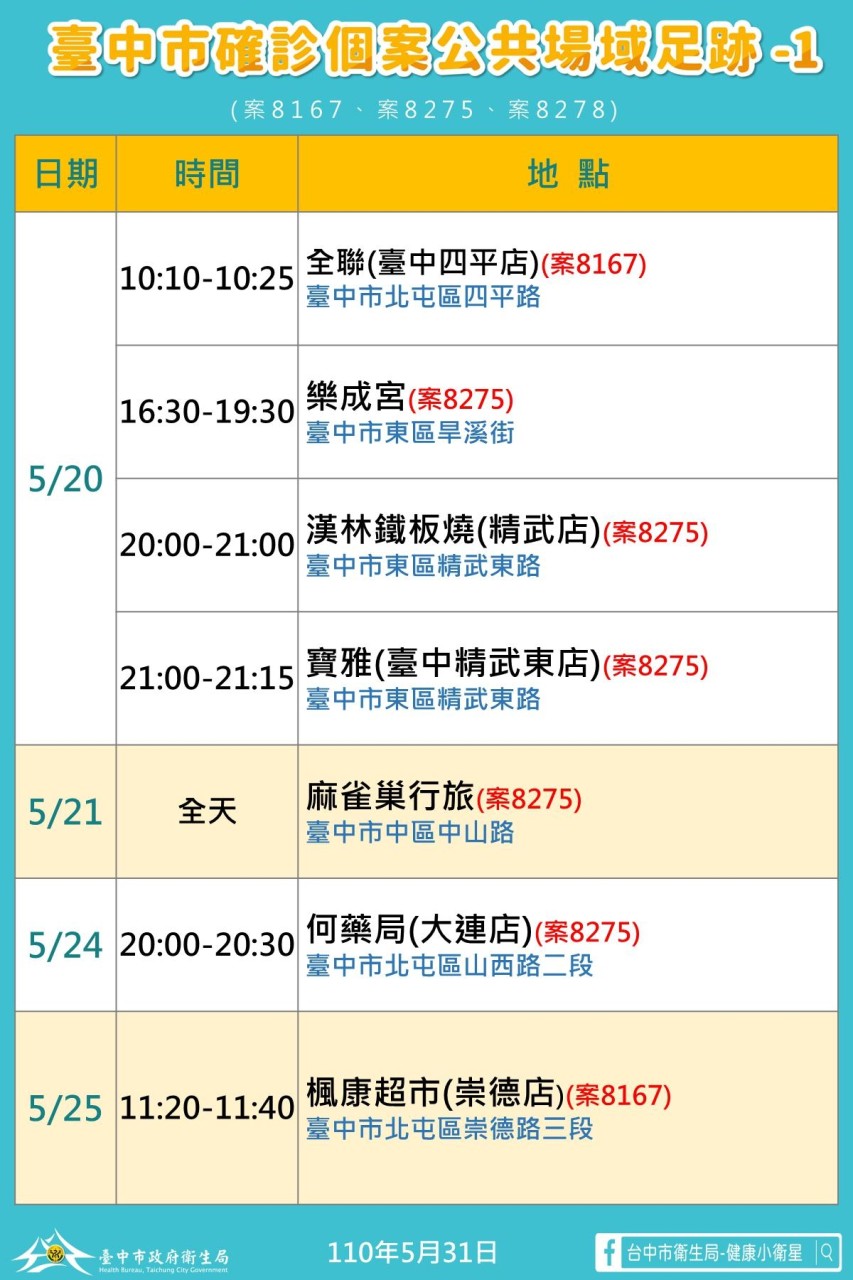 臺中市確診個案公共場域足跡-1
(案8167、案8275、案8278)
日期 時間 地點
5/20
10:10-10:25
全聯(臺中四平店)(案8167)
臺中市北屯區四平路
16:30-19:30
樂成宮(案8275)
臺中市東區旱溪街
20:00-21:00
漢林鐵板燒(精武店)(案8275)
臺中市東區精武東路
21:00-21:15
寶雅(臺中精武東店)(案8275)
臺中市東區精武東路
5/21
全天
麻雀巢行旅(案8275)
臺中市中區中山路
5/24
20:00-20:30
何藥局(大連店)(案8275)
臺中市北屯區山西路二段
5/25
11:20-11:40
楓康超市(崇德店)(案8167)
臺中市北屯區崇德路三段
臺中市政府衛生局
Health Bureau, Taichung City Government
110年5月31日
台中市衛生局-健康小衛星